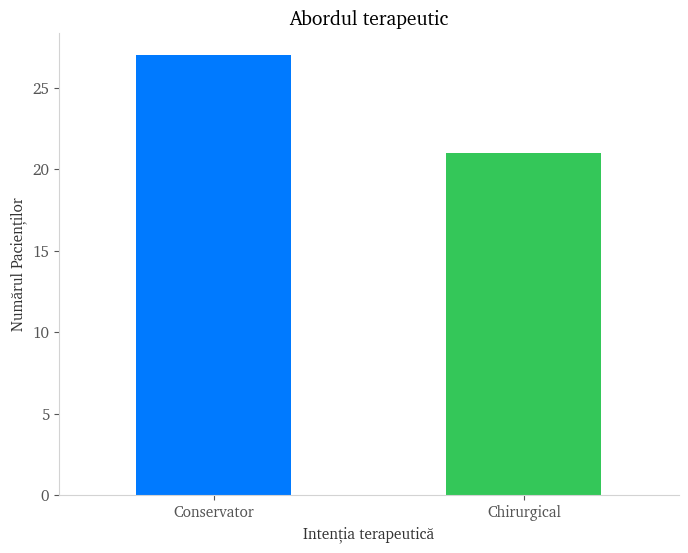 Abordul terapeutic
Numărul Pacienților
25
20
15
10
5
0
Conservator
Chirurgical
Intenția terapeutică